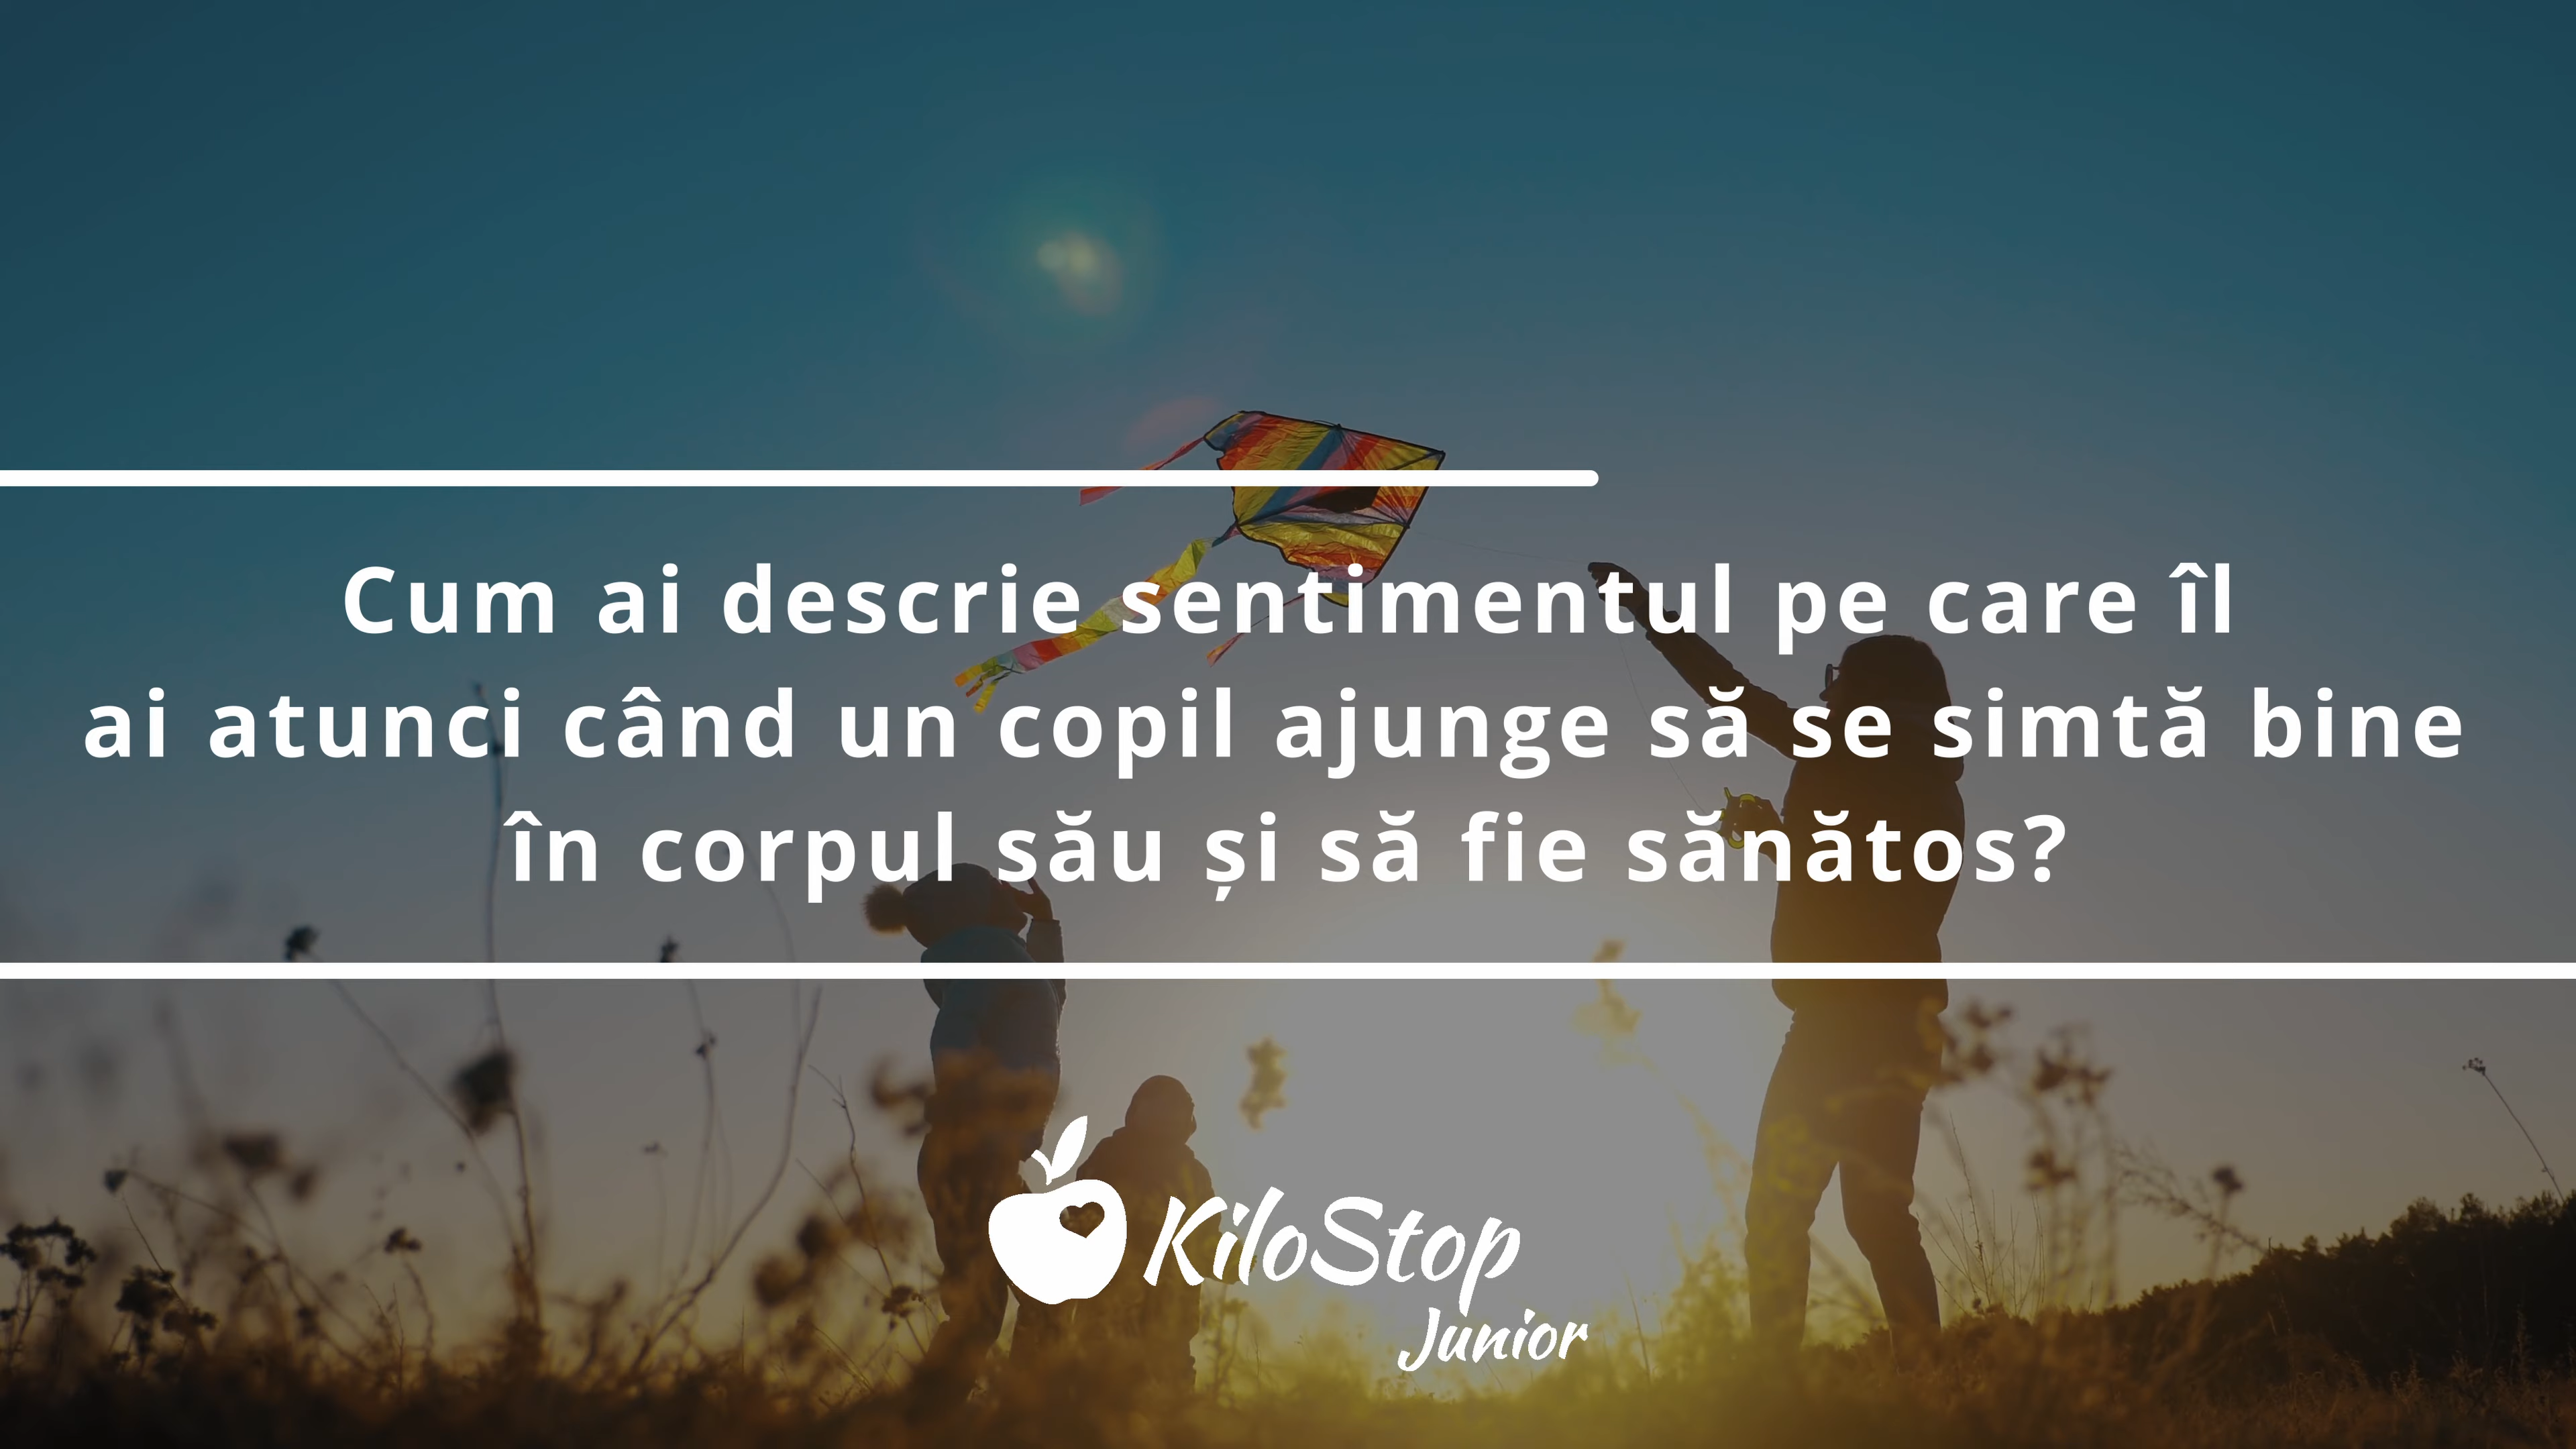 Cum ai descrie sentimentul pe care îl
ai atunci când un copil ajunge să se simtă bine
în corpul său și să fie sănătos?
KiloStop
Junior